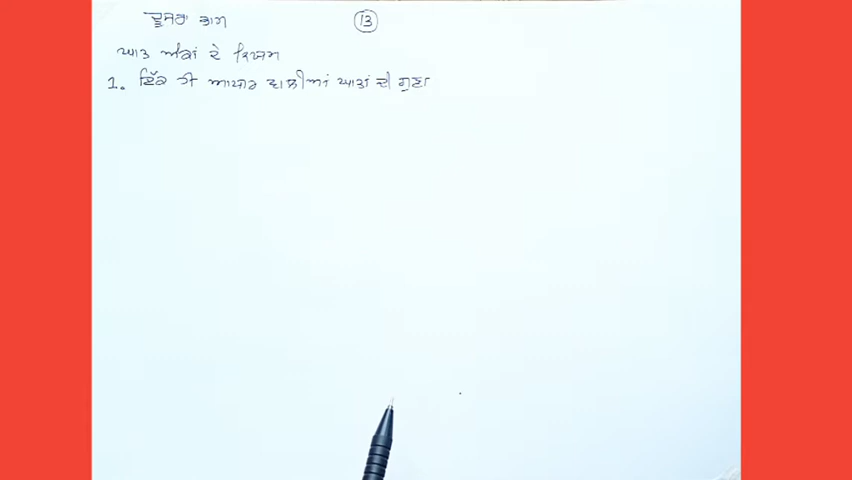 ਦੂਸਰਾ ਭਾਗ 13
ਘਾਤ ਅੰਕਾਂ ਦੇ ਨਿਯਮ
1. ਇੱਕ ਹੀ ਆਧਾਰ ਵਾਲੀਆਂ ਘਾਤਾਂ ਦੀ ਗੁਣਾ